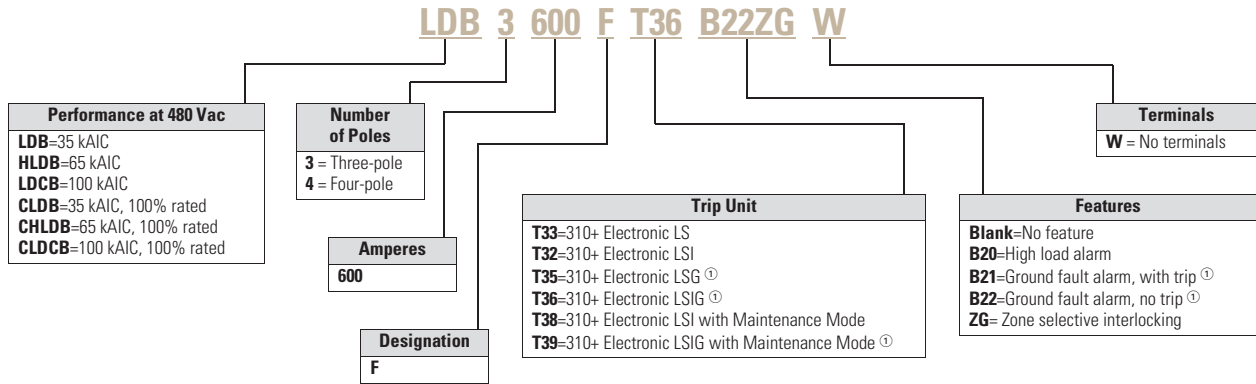 LDB 3 600 F T36 B22ZG W
Performance at 480 Vac
LDB=35 kAIC
HLDB=65 kAIC
LDCB=100 kAIC
CLDB=35 kAIC, 100% rated
CHLDB=65 kAIC, 100% rated
CLDCB=100 kAIC, 100% rated
Number
of Poles
3 = Three-pole
4 = Four-pole
Amperes
600
Designation
F
Trip Unit
T33=310+ Electronic LS
T32=310+ Electronic LSI
T35=310+ Electronic LSG ①
T36=310+ Electronic LSIG ①
T38=310+ Electronic LSI with Maintenance Mode
T39=310+ Electronic LSIG with Maintenance Mode ①
Features
Blank=No feature
B20=High load alarm
B21=Ground fault alarm, with trip ①
B22=Ground fault alarm, no trip ①
ZG= Zone selective interlocking
Terminals
W = No terminals